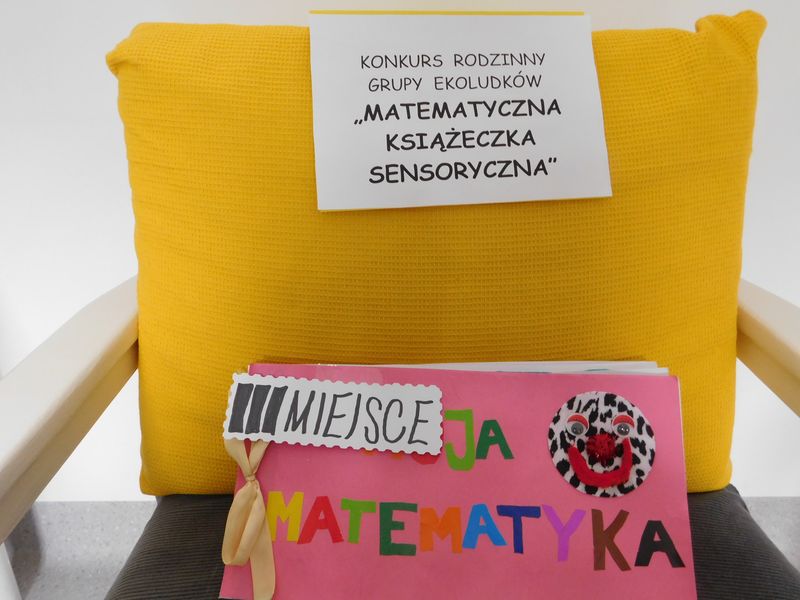 KONKURS RODZINNY
GRUPY EKOLUDKÓW
„MATEMATYCZNA
KSIĄŻECZKA
SENSORYCZNA”
III MIEJSCE
JA
MATEMATYKA